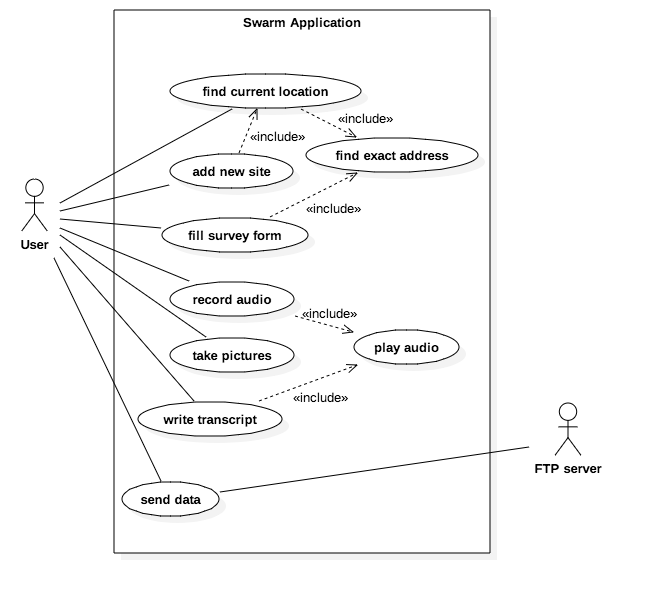 Swarm Application
find current location
«include»
«include»
find exact address
add new site
«include»
fill survey form
User
record audio
«include»
play audio
take pictures
«include»
write transcript
FTP server
send data